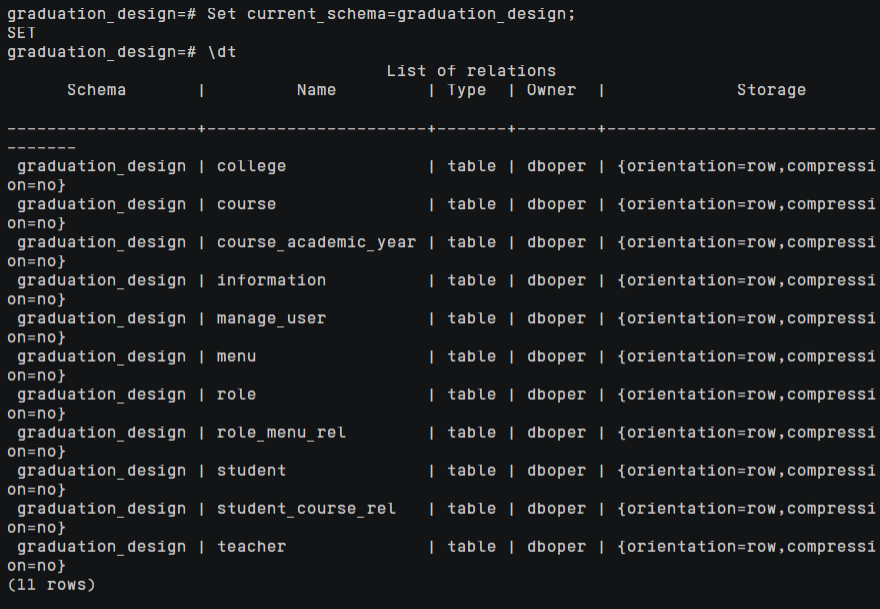 graduation_design=# Set current_schema=graduation_design;
SET
graduation_design=# \dt
                                      List of relations
      Schema       |         Name         | Type  | Owner  |             Storage

-------------------+----------------------+-------+--------+---------------------------
-------
 graduation_design | college              | table | dboper | {orientation=row,compressi
on=no}
 graduation_design | course               | table | dboper | {orientation=row,compressi
on=no}
 graduation_design | course_academic_year | table | dboper | {orientation=row,compressi
on=no}
 graduation_design | information          | table | dboper | {orientation=row,compressi
on=no}
 graduation_design | manage_user          | table | dboper | {orientation=row,compressi
on=no}
 graduation_design | menu                 | table | dboper | {orientation=row,compressi
on=no}
 graduation_design | role                 | table | dboper | {orientation=row,compressi
on=no}
 graduation_design | role_menu_rel        | table | dboper | {orientation=row,compressi
on=no}
 graduation_design | student              | table | dboper | {orientation=row,compressi
on=no}
 graduation_design | student_course_rel   | table | dboper | {orientation=row,compressi
on=no}
 graduation_design | teacher              | table | dboper | {orientation=row,compressi
on=no}
(11 rows)